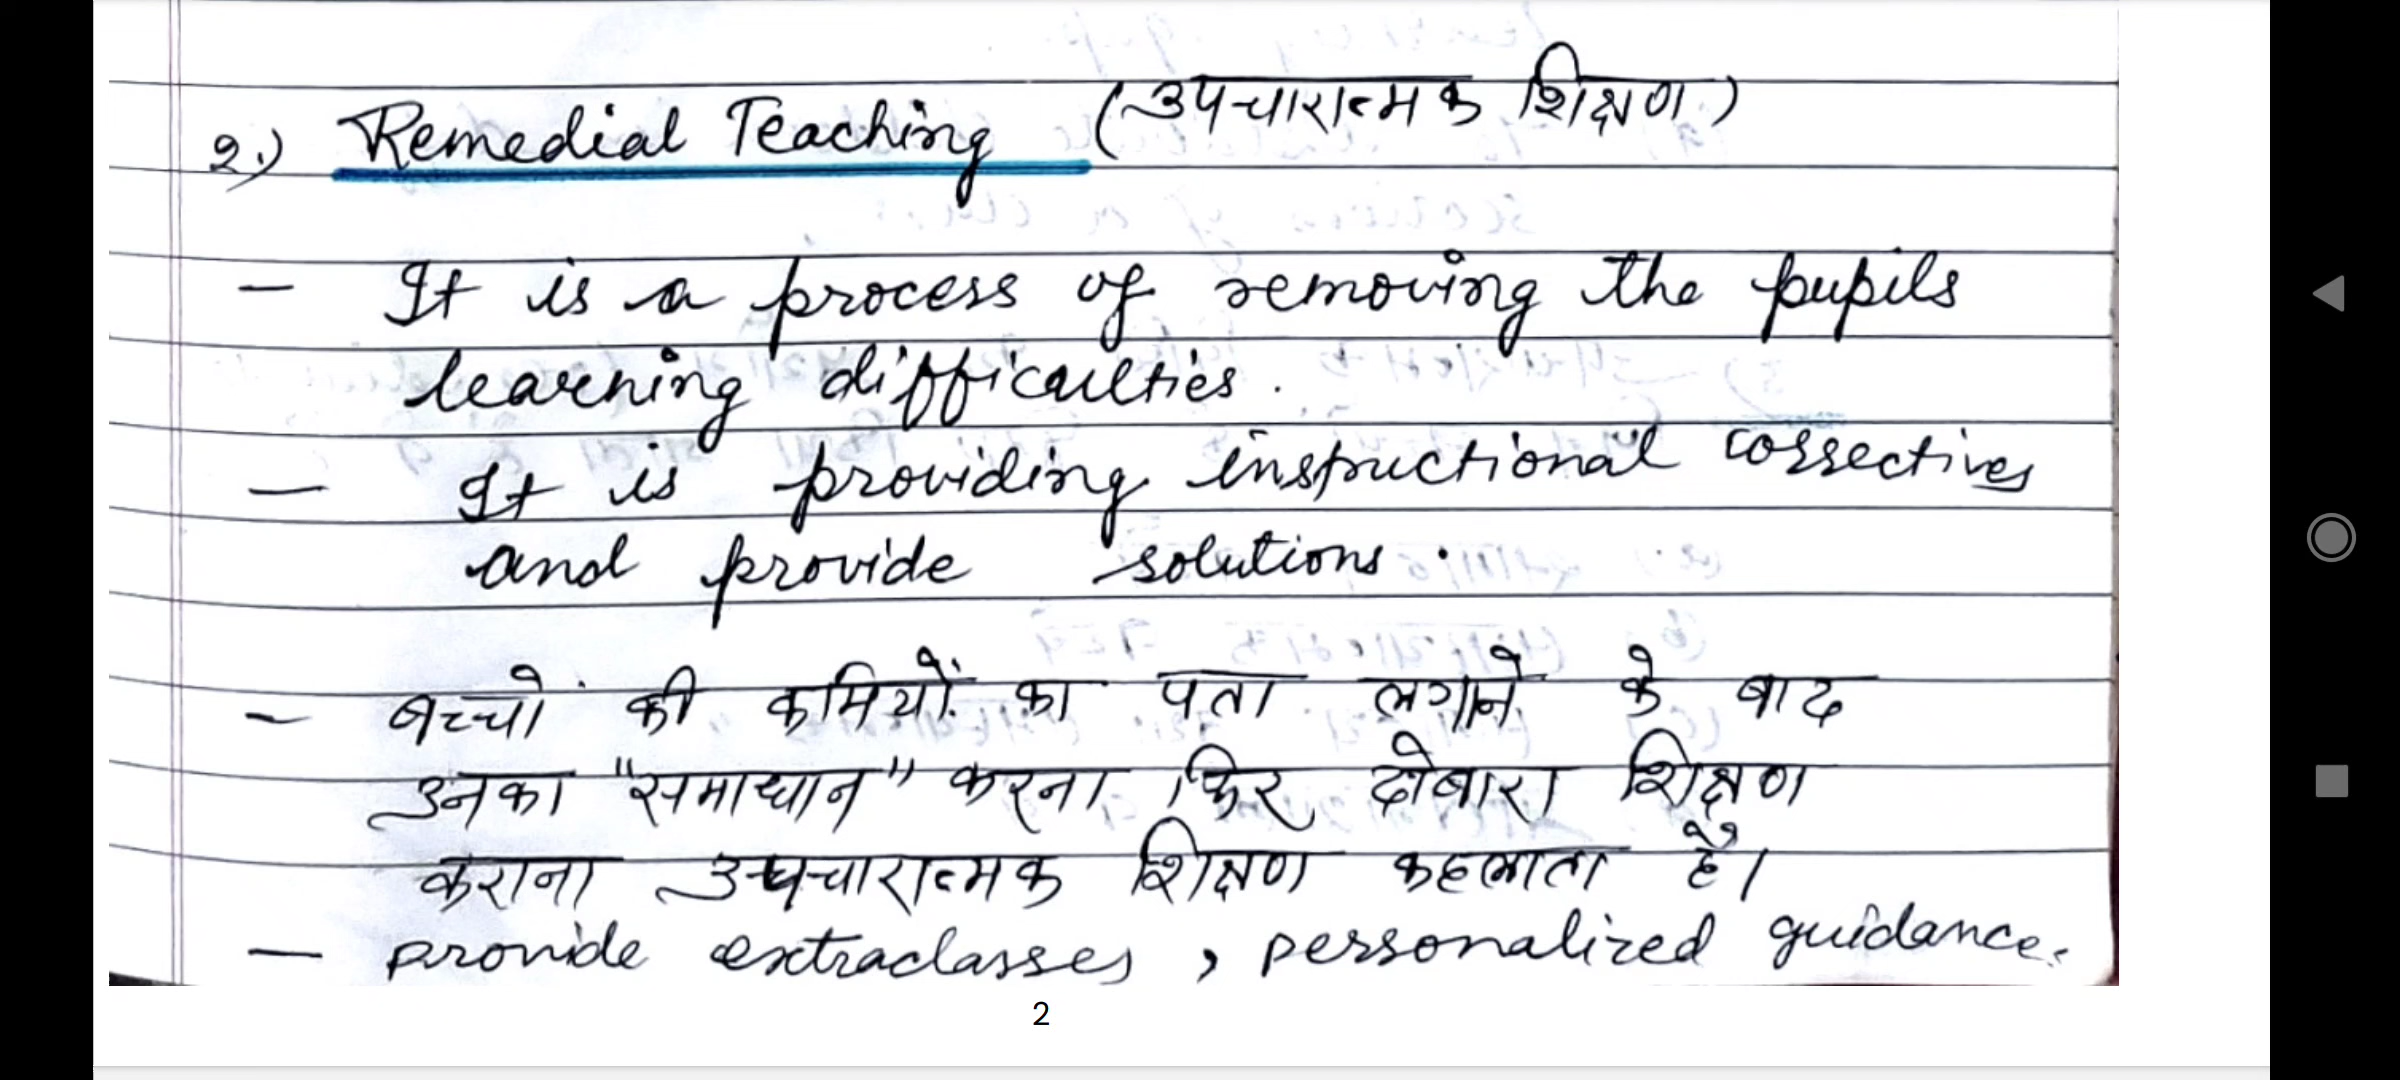 2.) Remedial Teaching (उपचारात्मक शिक्षण)
- It is a process of removing the pupils
learning difficulties.
- It is providing instructional correctives
and provide solutions.
- बच्चों की कमियों का पता लगाने के बाद
उनका "समाधान" करना फिर दोबारा शिक्षण
कराना उपचारात्मक शिक्षण कहलाता है।
- provide extraclasses, personalized guidance.
2